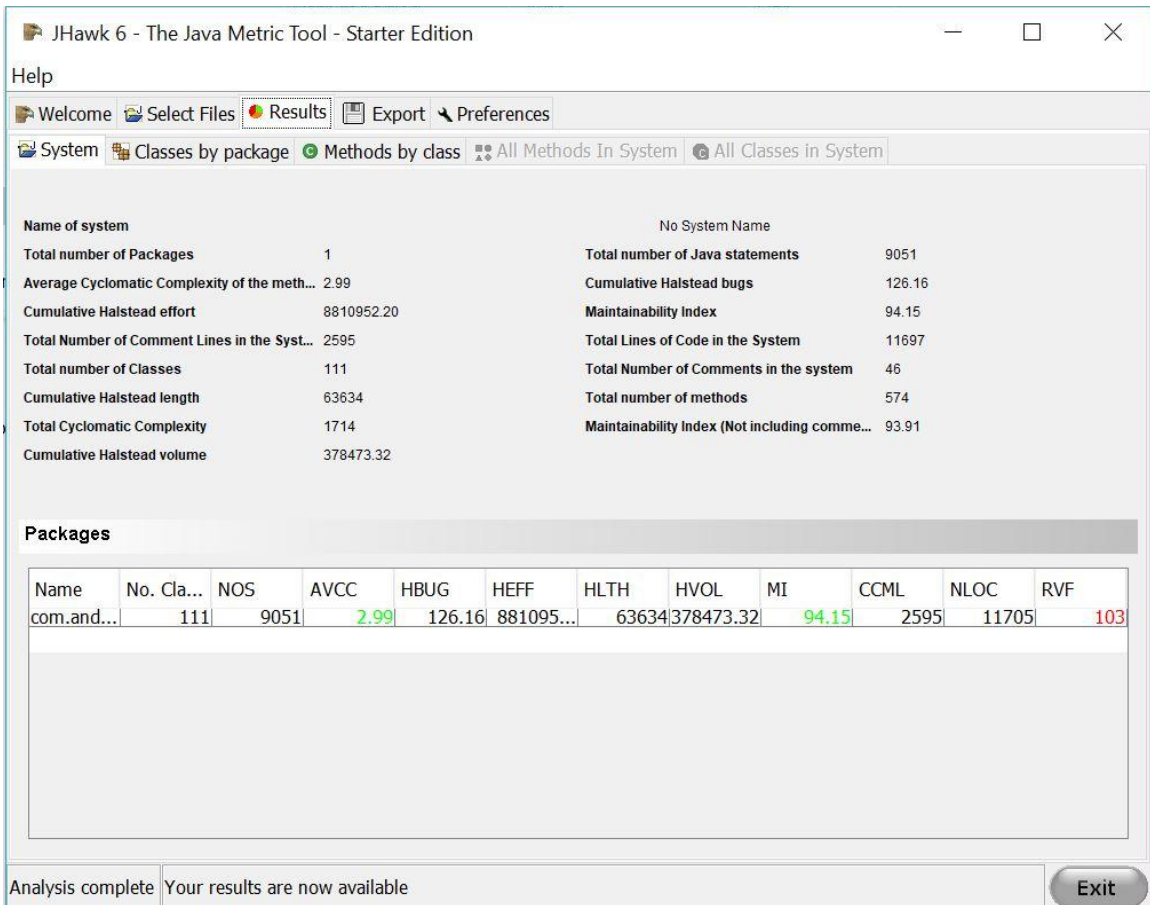 JHawk 6 - The Java Metric Tool - Starter Edition
Help
Welcome Select Files Results Export Preferences
System Classes by package Methods by class All Methods In System All Classes in System
Name of system No System Name
Total number of Packages 1 Total number of Java statements 9051
Average Cyclomatic Complexity of the meth... 2.99 Cumulative Halstead bugs 126.16
Cumulative Halstead effort 8810952.20 Maintainability Index 94.15
Total Number of Comment Lines in the Syst... 2595 Total Lines of Code in the System 11697
Total number of Classes 111 Total Number of Comments in the system 46
Cumulative Halstead length 63634 Total number of methods 574
Total Cyclomatic Complexity 1714 Maintainability Index (Not including comme... 93.91
Cumulative Halstead volume 378473.32
Packages
Name No. Cla... NOS AVCC HBUG HEFF HLTH HVOL MI CCML NLOC RVF
com.and... 111 9051 2.99 126.16 881095... 63634 378473.32 94.15 2595 11705 103
Analysis complete Your results are now available Exit